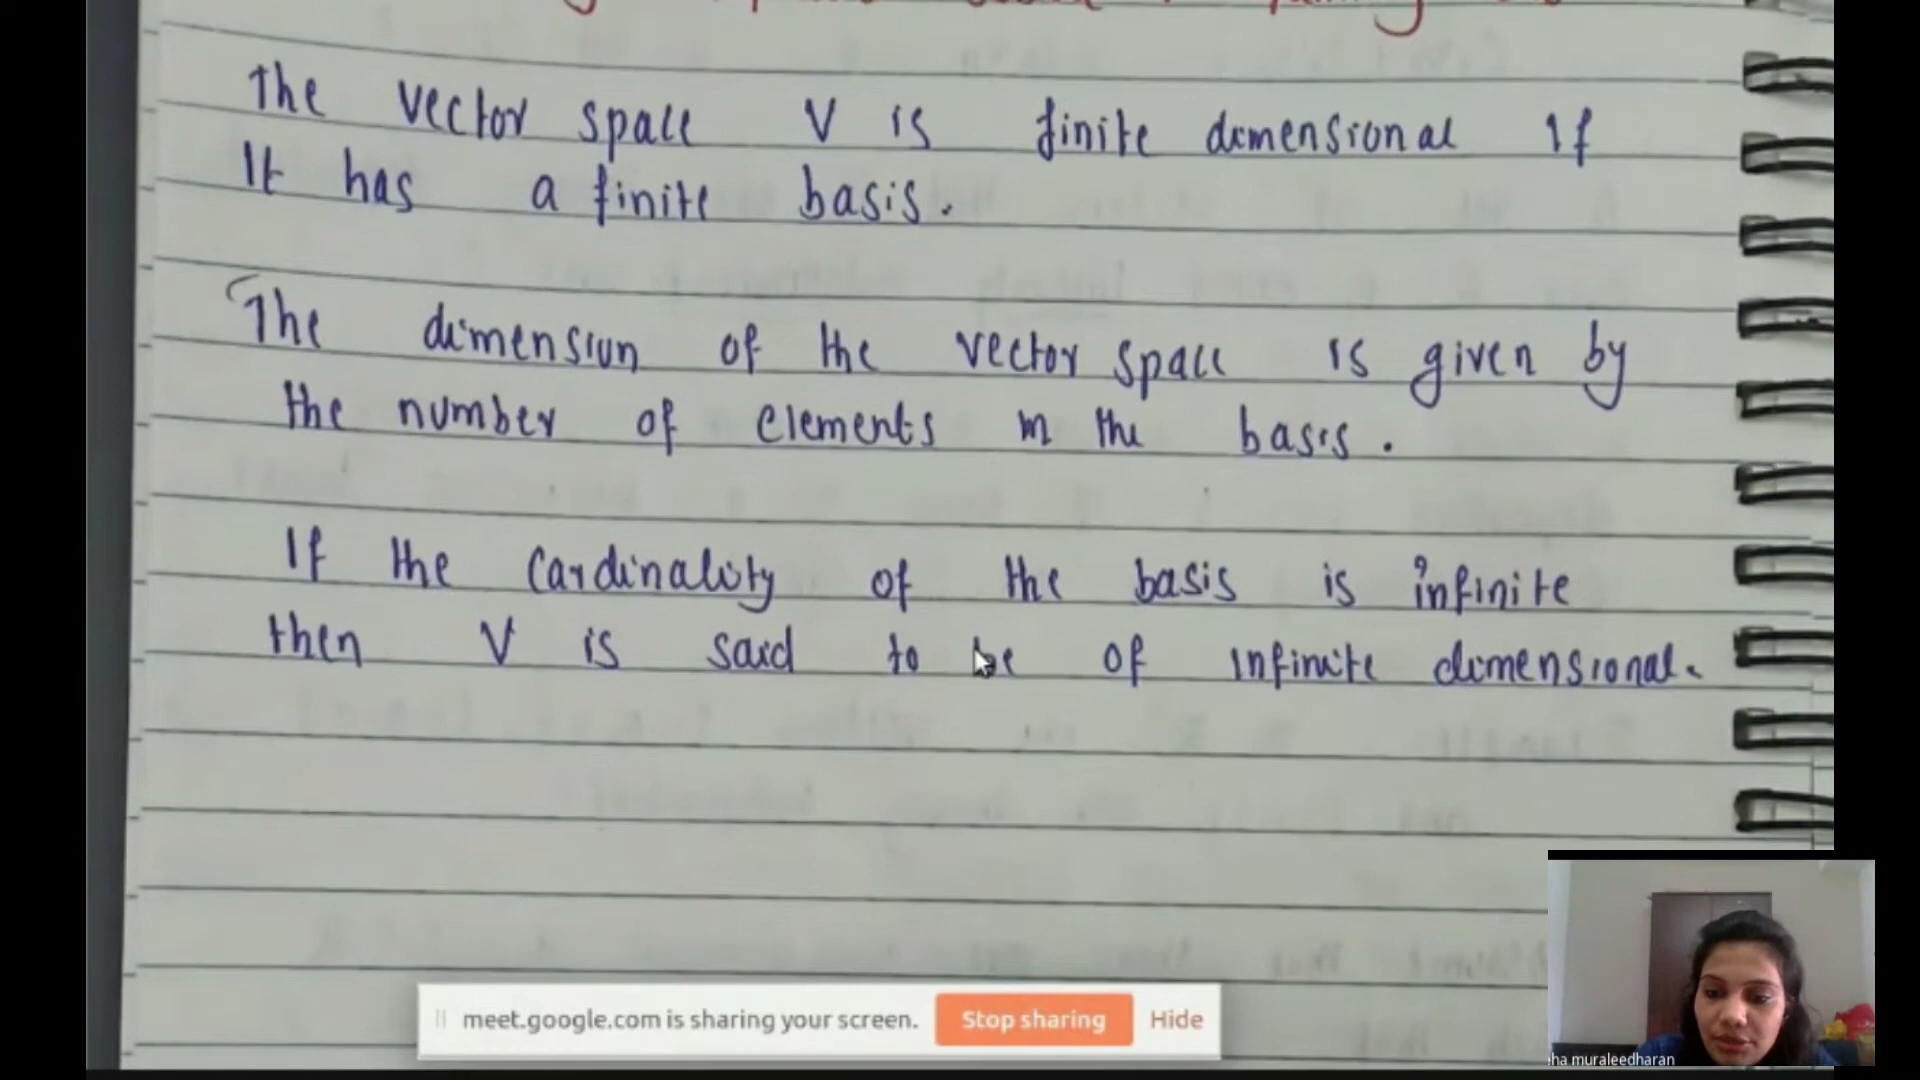 The vector space V is finite dimensional If
It has a finite basis.
The dimension of the vector space is given by
the number of elements in the basis.
If the cardinality of the basis is infinite
then V is said to be of infinite dimensional.
meet.google.com is sharing your screen. Stop sharing Hide
muraleedharan